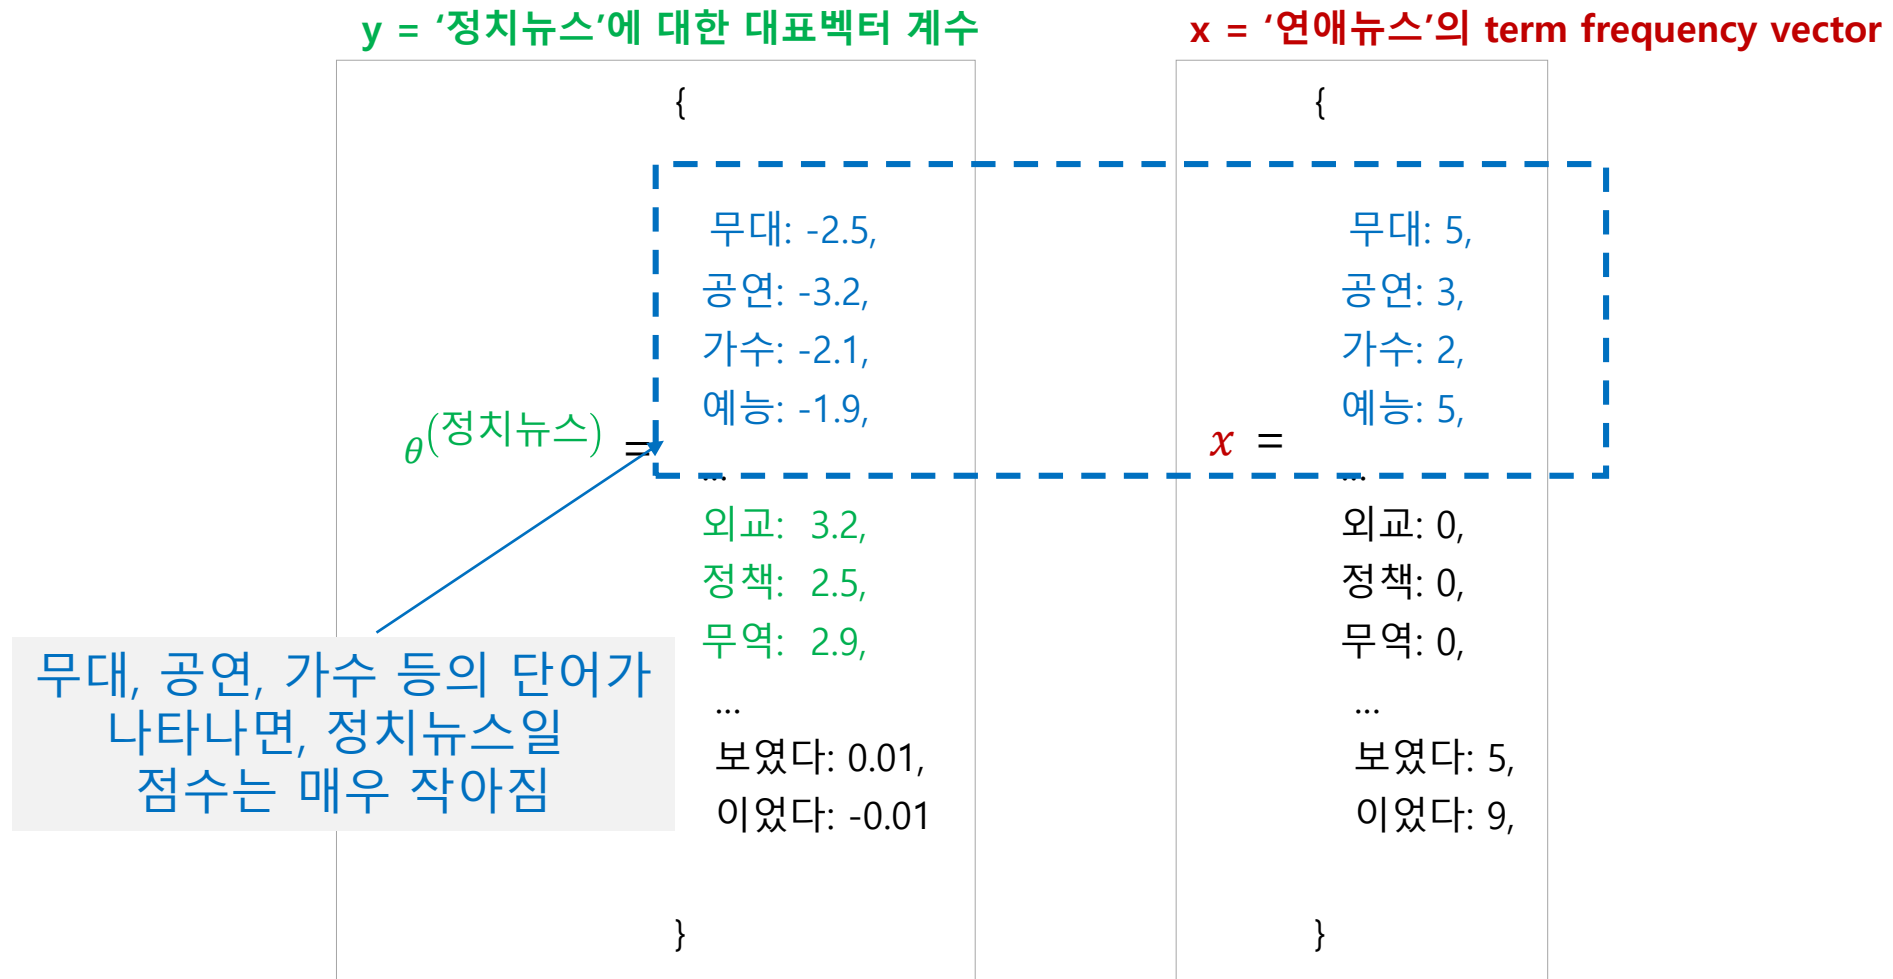 y = ‘정치뉴스’에 대한 대표벡터 계수
x = ‘연애뉴스’의 term frequency vector
{
무대: -2.5,
공연: -3.2,
가수: -2.1,
예능: -1.9,
θ(정치뉴스) =
...
외교: 3.2,
정책: 2.5,
무역: 2.9,
...
보였다: 0.01,
이었다: -0.01
}
{
무대: 5,
공연: 3,
가수: 2,
예능: 5,
x =
...
외교: 0,
정책: 0,
무역: 0,
...
보였다: 5,
이었다: 9,
}
무대, 공연, 가수 등의 단어가
나타나면, 정치뉴스일
점수는 매우 작아짐